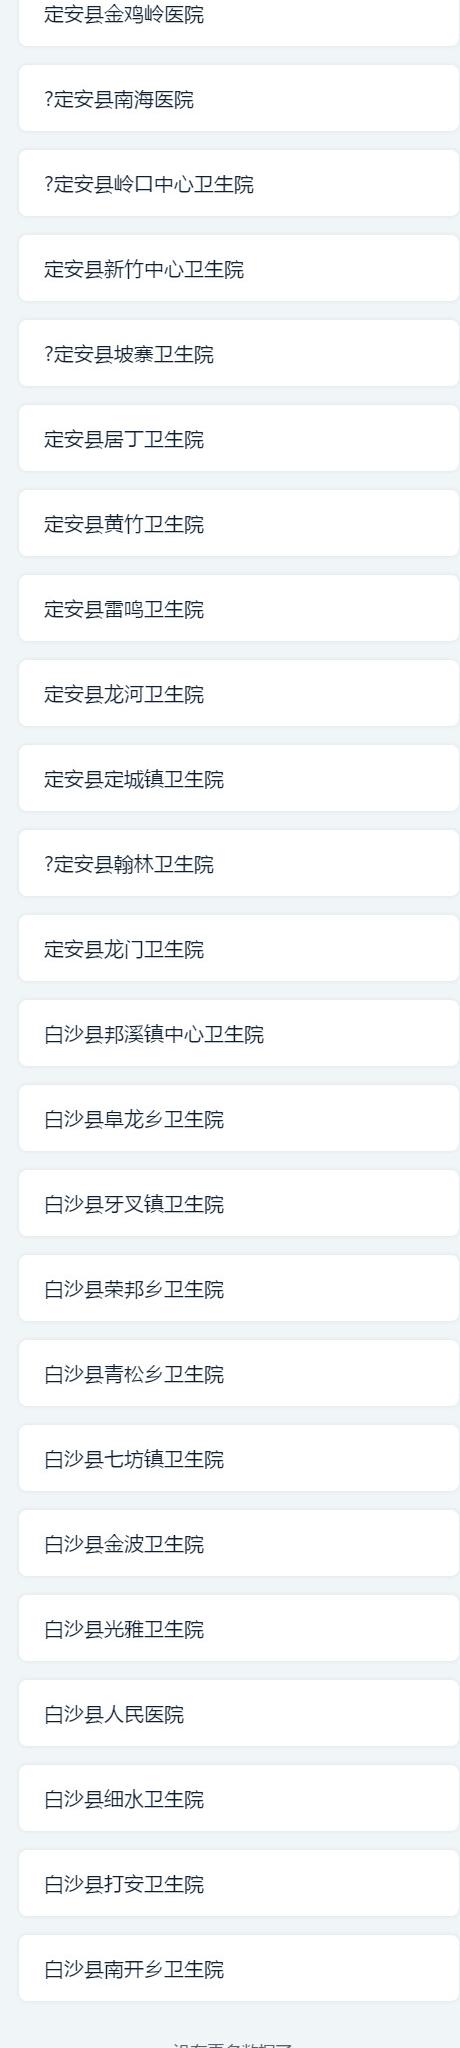 定安县金鸡岭医院
?定安县南海医院
?定安县岭口中心卫生院
定安县新竹中心卫生院
?定安县坡寨卫生院
定安县居丁卫生院
定安县黄竹卫生院
定安县雷鸣卫生院
定安县龙河卫生院
定安县定城镇卫生院
?定安县翰林卫生院
定安县龙门卫生院
白沙县邦溪镇中心卫生院
白沙县阜龙乡卫生院
白沙县牙叉镇卫生院
白沙县荣邦乡卫生院
白沙县青松乡卫生院
白沙县七坊镇卫生院
白沙县金波卫生院
白沙县光雅卫生院
白沙县人民医院
白沙县细水卫生院
白沙县打安卫生院
白沙县南开乡卫生院